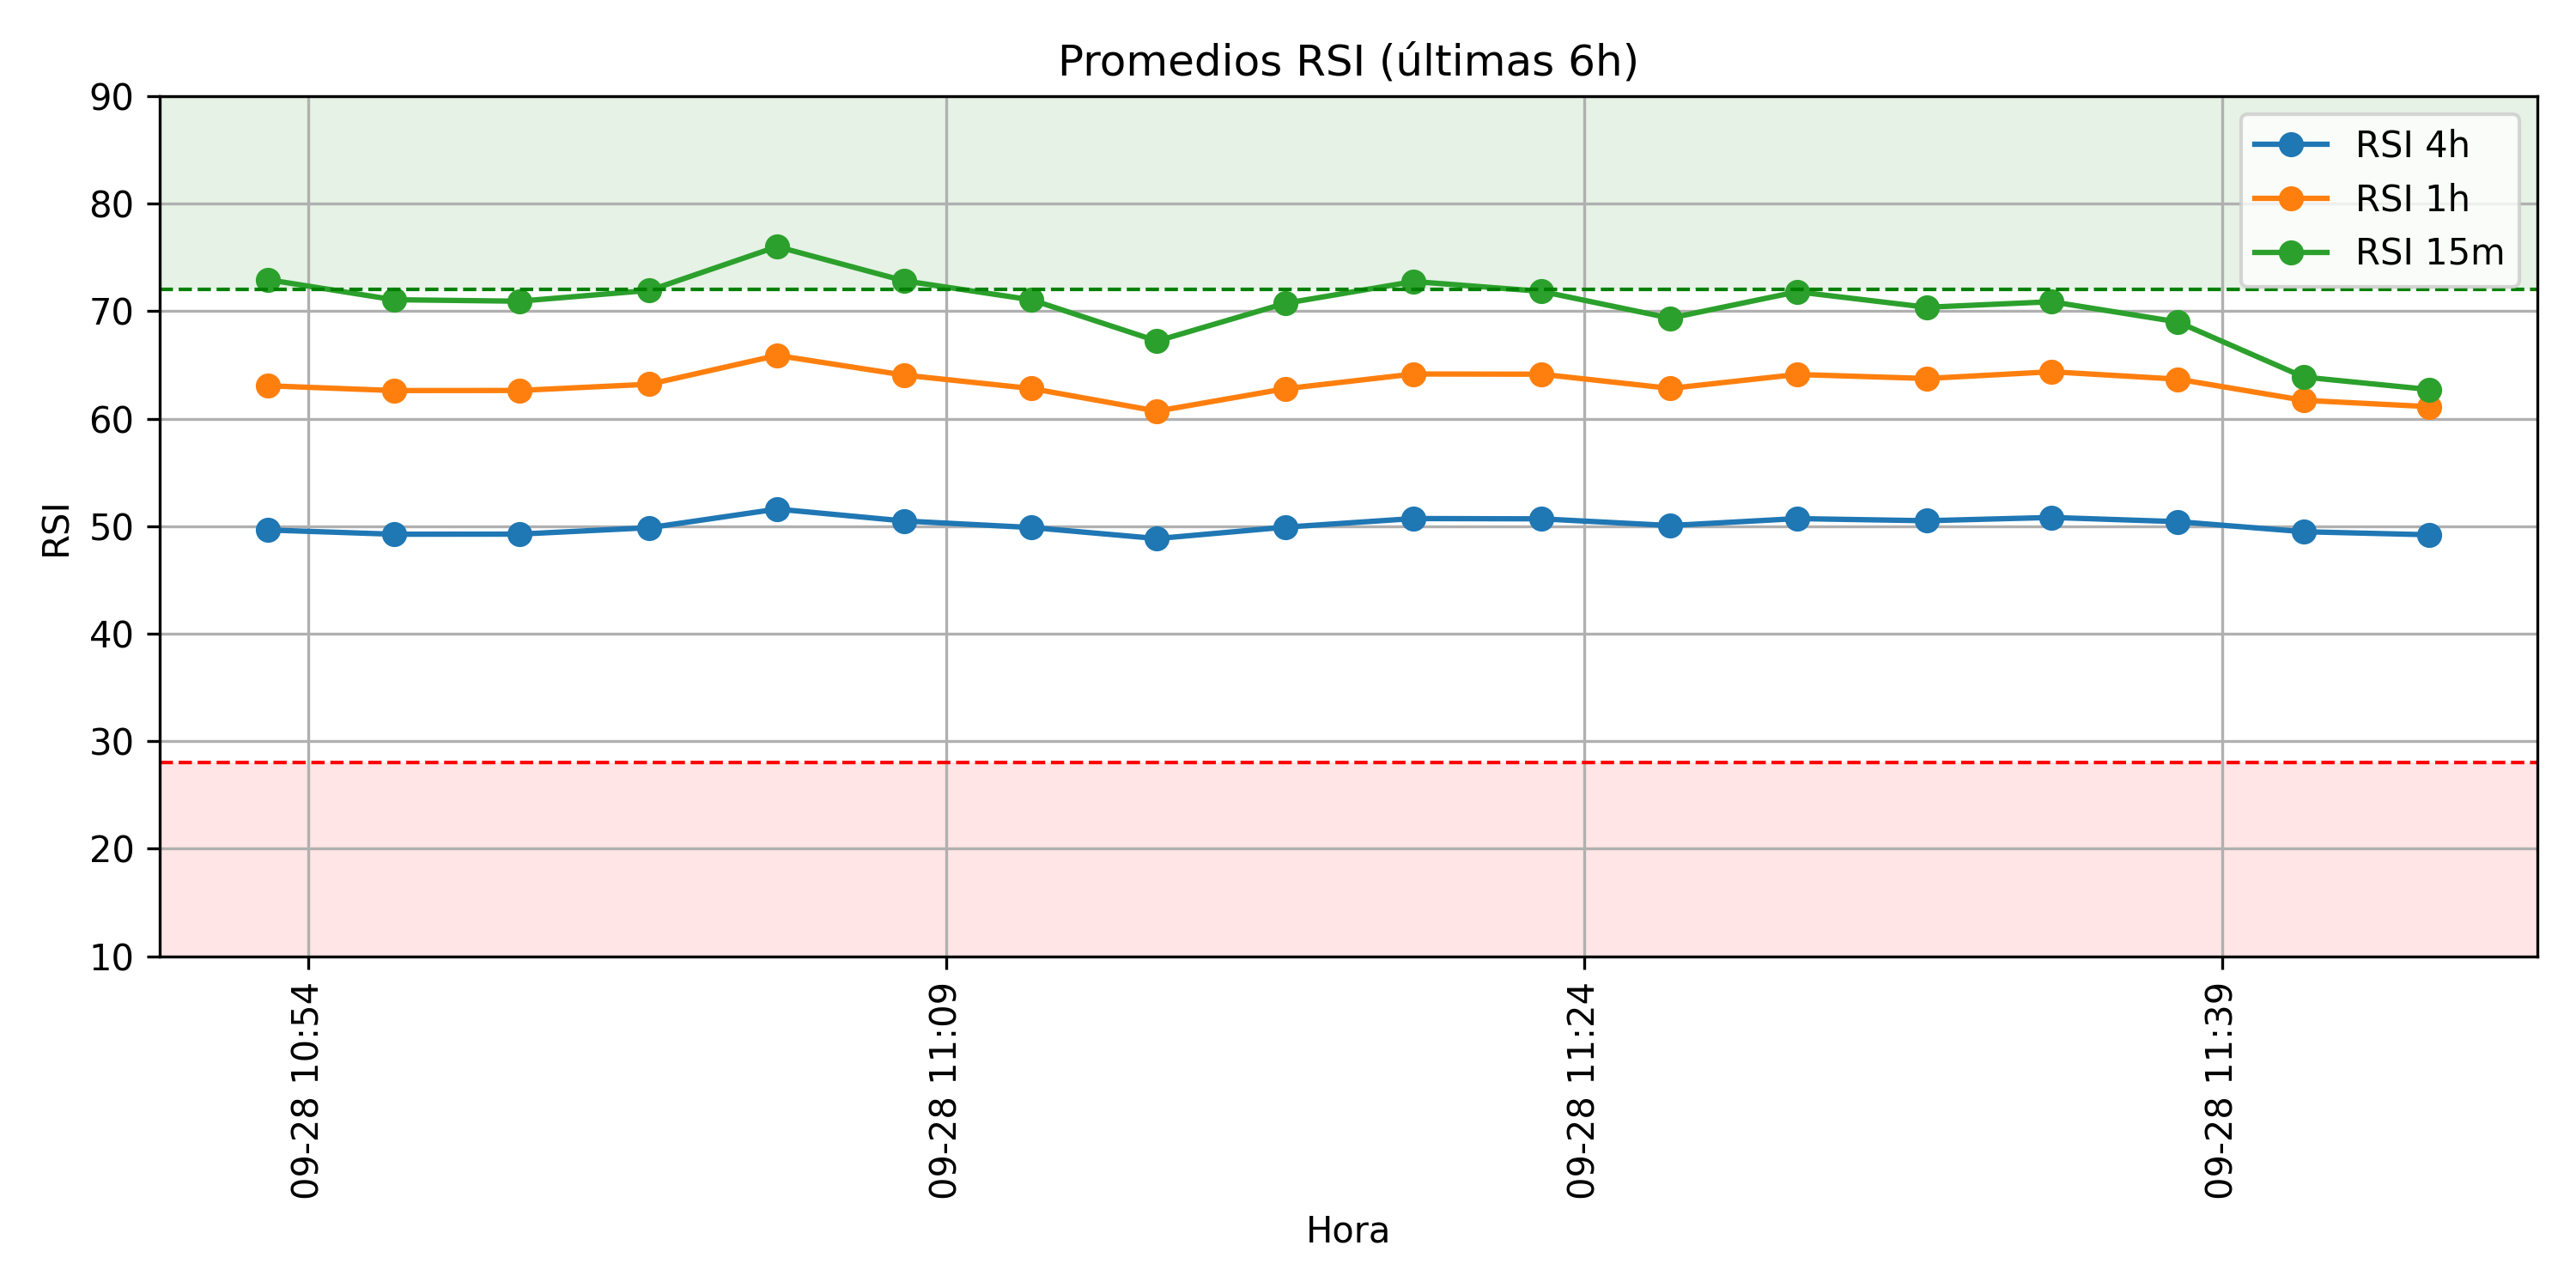 Promedios RSI (últimas 6h)
90
80
70
60
50
40
30
20
10
RSI
RSI 4h
RSI 1h
RSI 15m
09-28 10:54
09-28 11:09
09-28 11:24
09-28 11:39
Hora